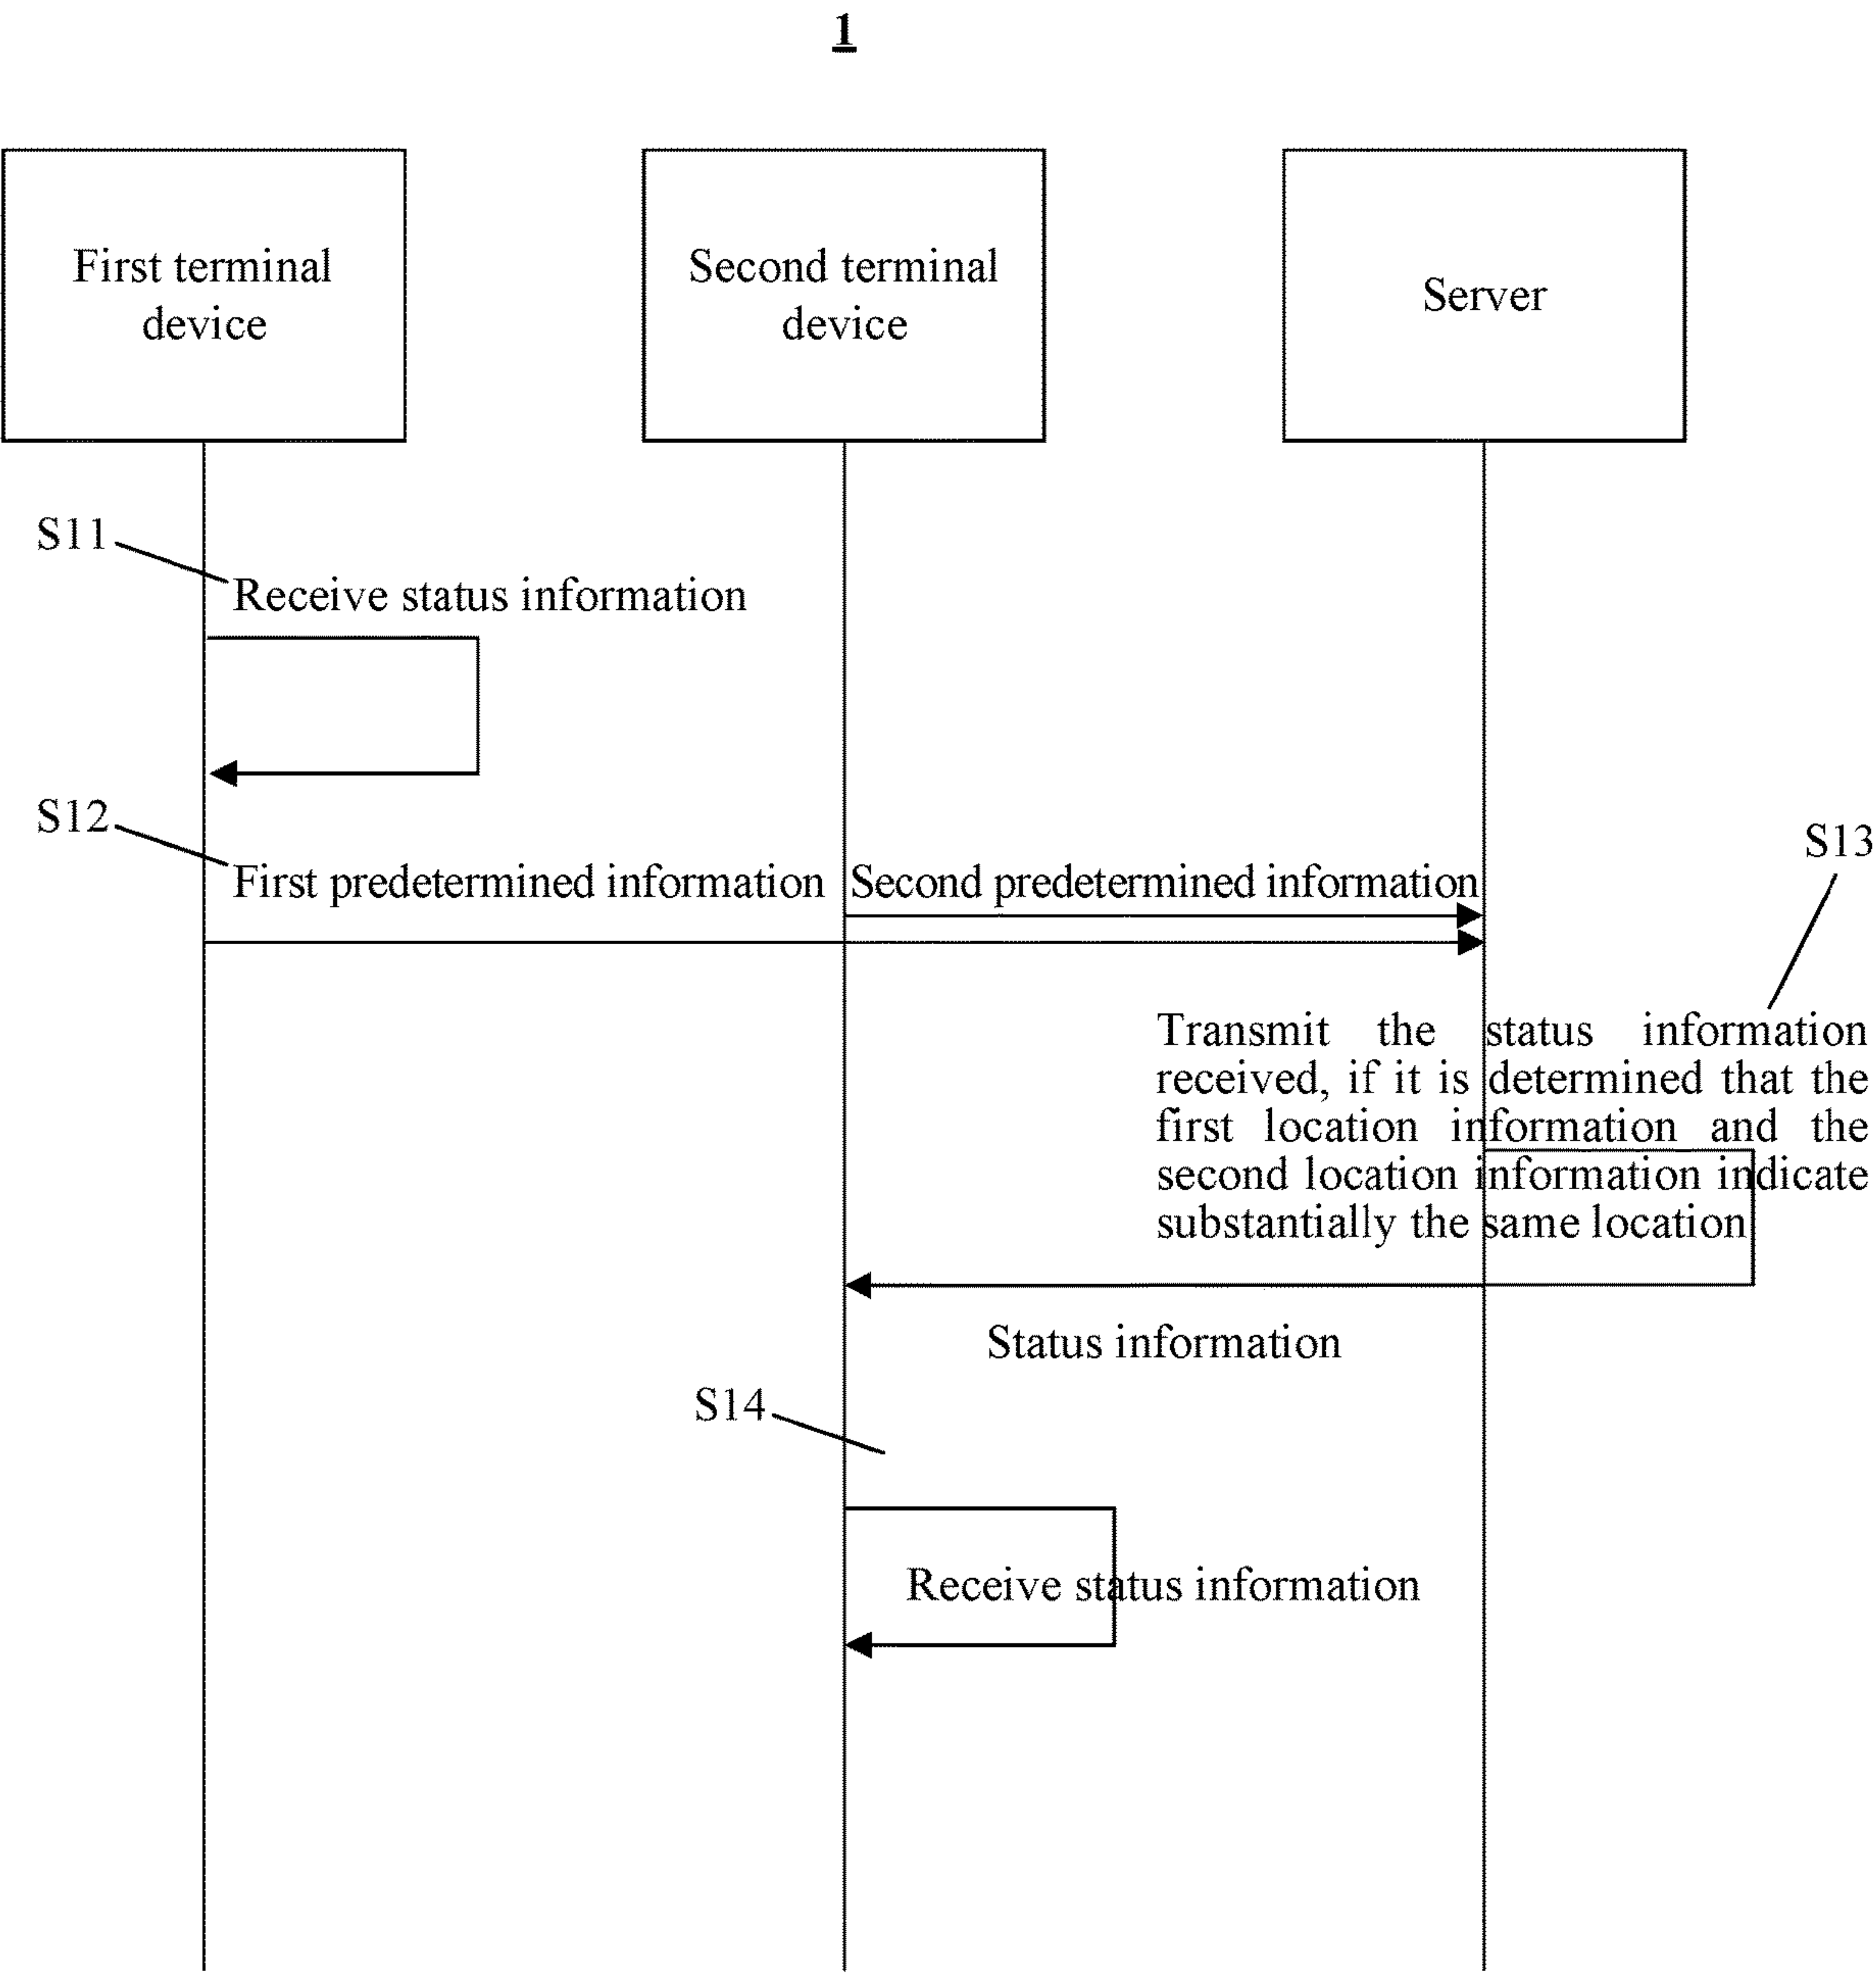 1
First terminal
device
Second terminal
device
Server
S11
Receive status information
S12
First predetermined information
Second predetermined information
S13
Transmit the status information
received, if it is determined that the
first location information and the
second location information indicate
substantially the same location
Status information
S14
Receive status information